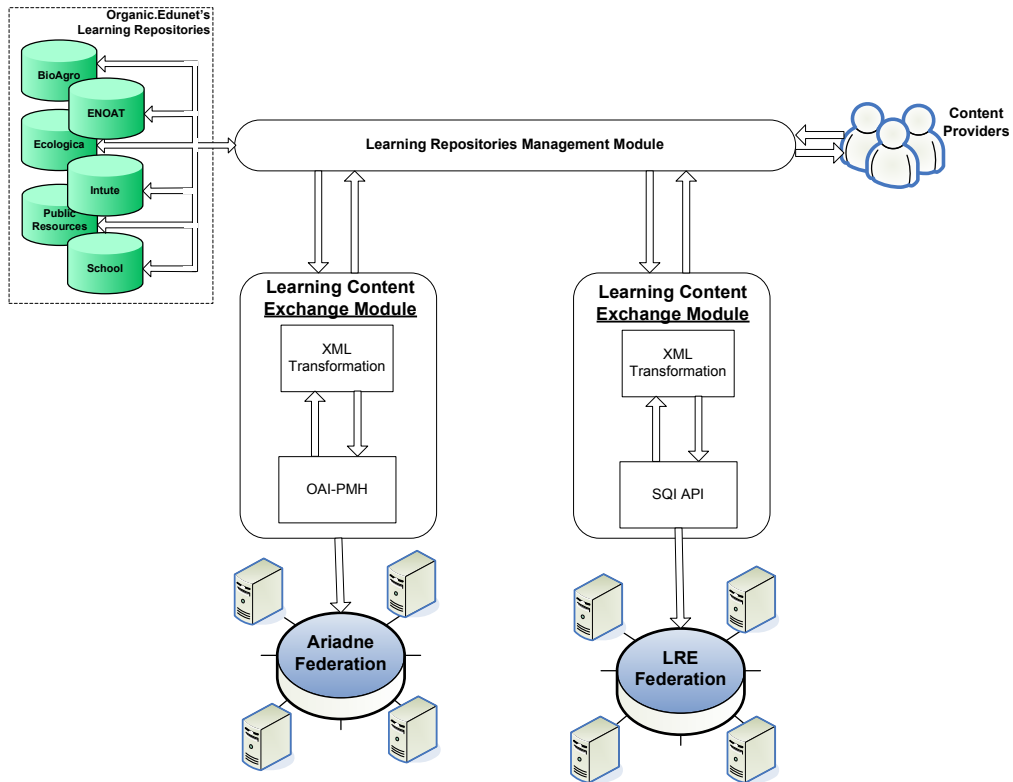 Organic.Edunet's
Learning Repositories
BioAgro
ENOAT
Ecologica
Intute
Public
Resources
School
Learning Repositories Management Module
Content
Providers
Learning Content
Exchange Module
XML
Transformation
OAI-PMH
Learning Content
Exchange Module
XML
Transformation
SQI API
Ariadne
Federation
LRE
Federation